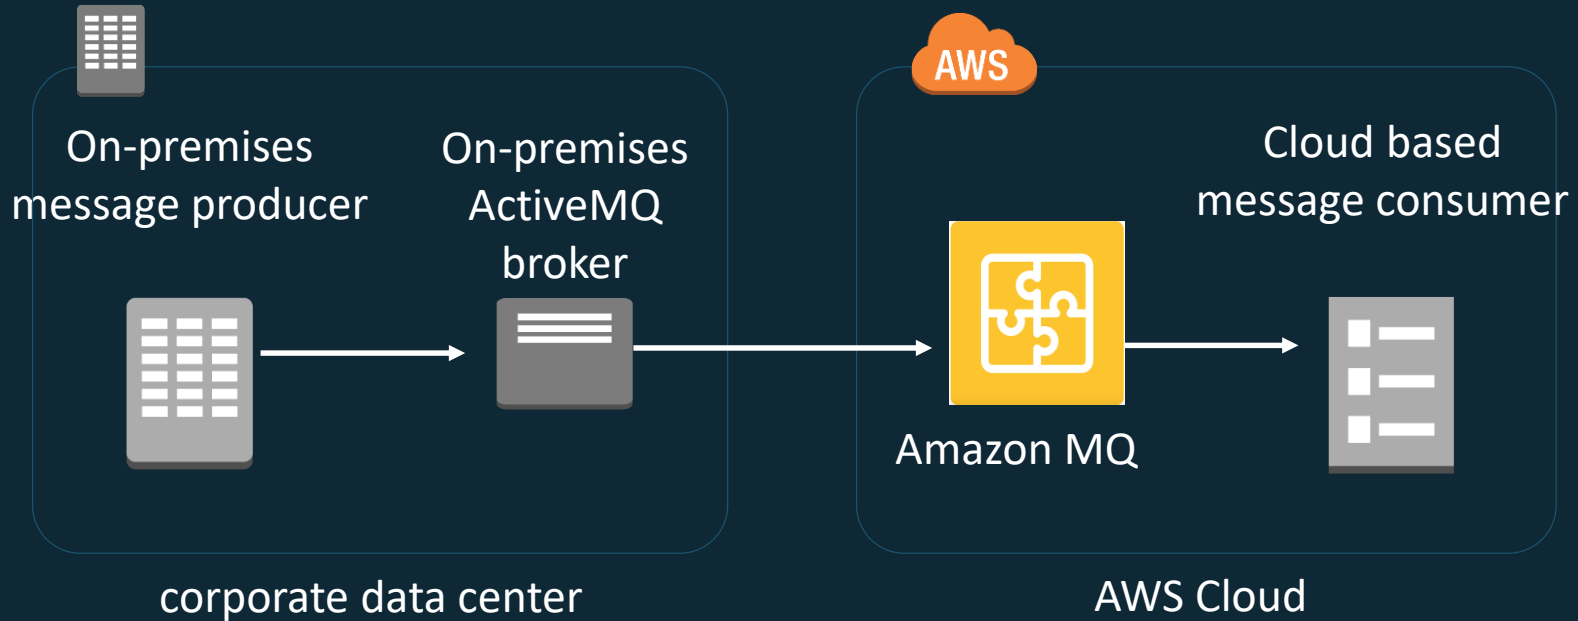 AWS
On-premises
message producer
On-premises
ActiveMQ
broker
Cloud based
message consumer
Amazon MQ
corporate data center
AWS Cloud